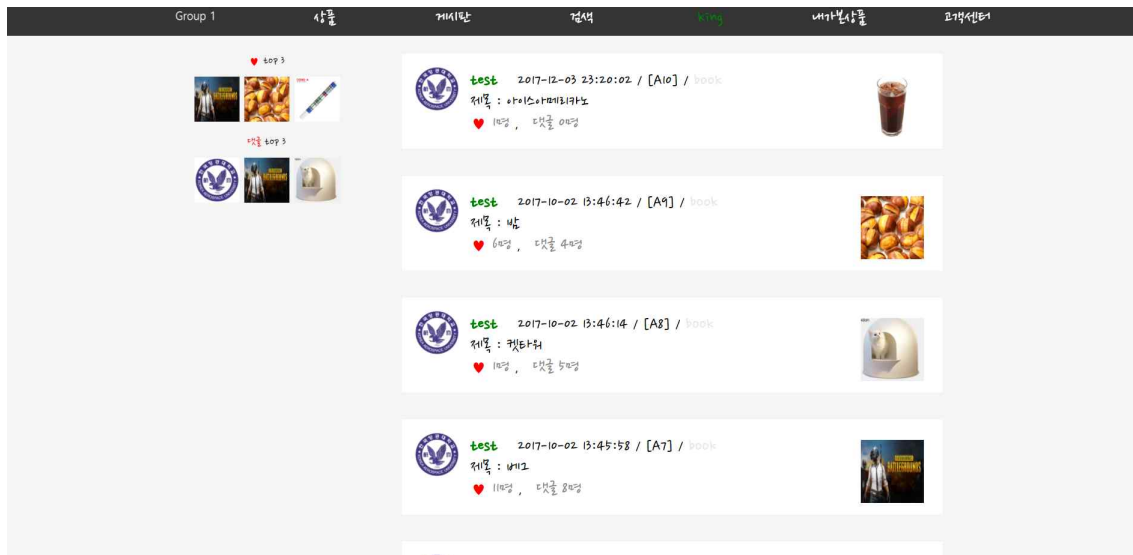 Group 1 상품 게시판 검색 king 내가본상품 고객센터
♥ top 3
댓글 top 3
test 2017-12-03 23:20:02 / [A10] / book
제목 : 아이스아메리카노
♥ 1명 , 댓글 0명
test 2017-10-02 13:46:42 / [A9] / book
제목 : 밤
♥ 6명 , 댓글 4명
test 2017-10-02 13:46:14 / [A8] / book
제목 : 켓타워
♥ 1명 , 댓글 5명
test 2017-10-02 13:45:58 / [A7] / book
제목 : 베그
♥ 11명 , 댓글 8명
BATTLEGROUNDS